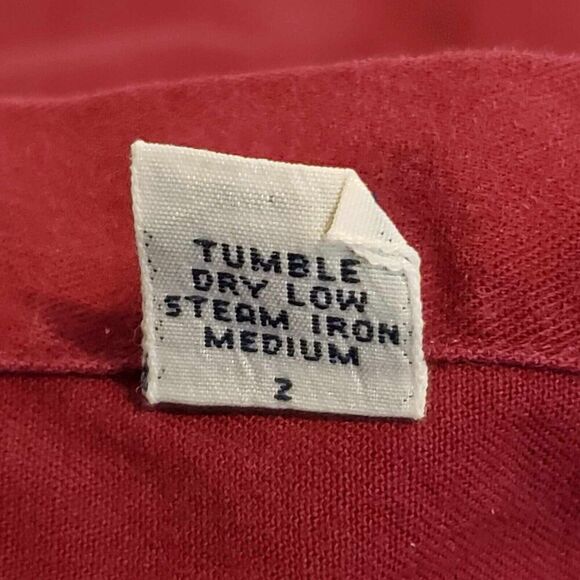 TUMBLE
DRY LOW
STEAM IRON
MEDIUM
2